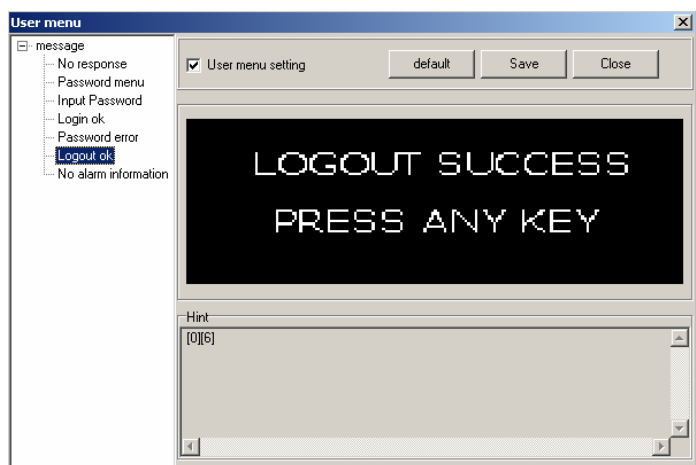 User menu
message
No response
Password menu
Input Password
Login ok
Password error
Logout ok
No alarm information
User menu setting
default
Save
Close
LOGOUT SUCCESS
PRESS ANY KEY
Hint
[0][6]